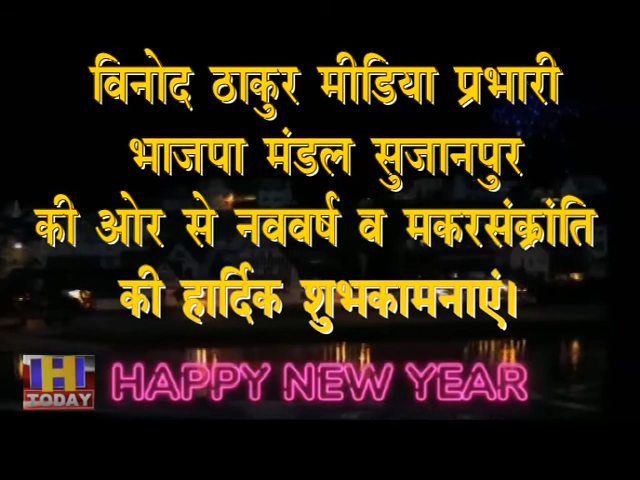 विनोद ठाकुर मीडिया प्रभारी
भाजपा मंडल सुजानपुर
की ओर से नववर्ष व मकरसंक्रांति
की हार्दिक शुभकामनाएं।
H
TODAY
HAPPY NEW YEAR